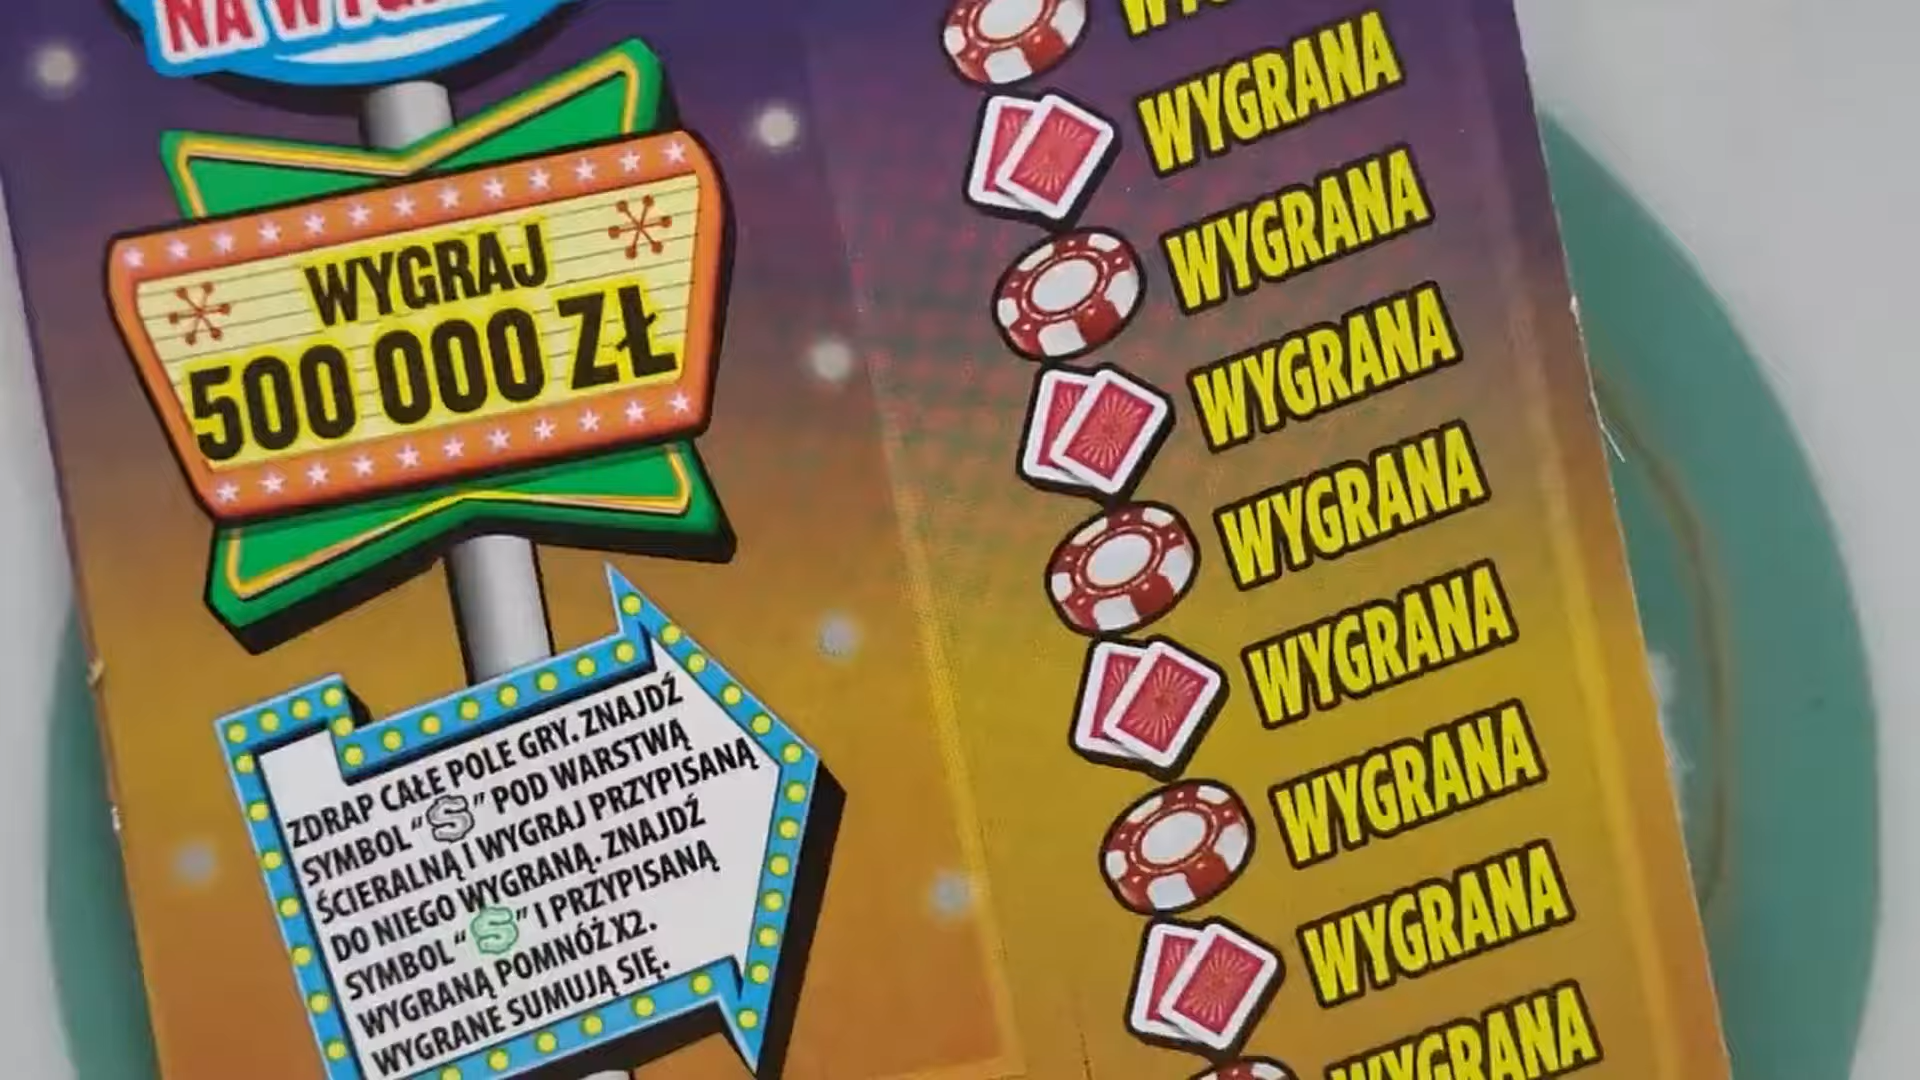 NA
WYGRAJ
500 000 ZŁ
ZDRAP CAŁE POLE GRY. ZNAJDŹ
SYMBOL "S" POD WARSTWĄ
ŚCIERALNĄ I WYGRAJ PRZYPISANĄ
DO NIEGO WYGRANĄ. ZNAJDŹ
SYMBOL "S" I PRZYPISANĄ
WYGRANĄ POMNÓŻ X2.
WYGRANE SUMUJĄ SIĘ.
WYGRANA
WYGRANA
WYGRANA
WYGRANA
WYGRANA
WYGRANA
WYGRANA
WYGRANA